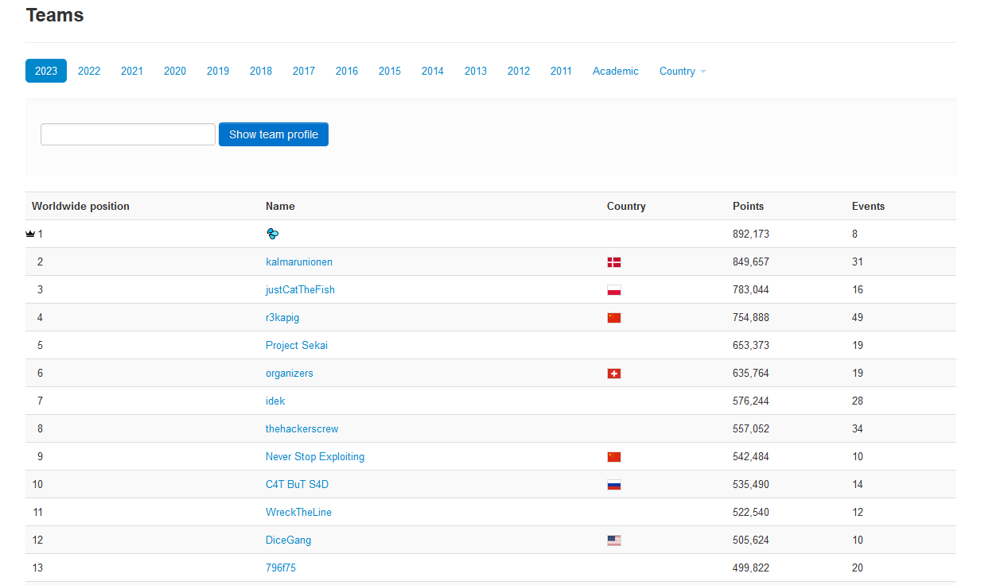 Teams
2023 2022 2021 2020 2019 2018 2017 2016 2015 2014 2013 2012 2011 Academic Country
Show team profile
Worldwide position Name Country Points Events
1 892,173 8
2 kalmarunionen 849,657 31
3 justCatTheFish 783,044 16
4 r3kapig 754,888 49
5 Project Sekai 653,373 19
6 organizers 635,764 19
7 idek 576,244 28
8 thehackerscrew 557,052 34
9 Never Stop Exploiting 542,484 10
10 C4T BuT S4D 535,490 14
11 WreckTheLine 522,540 12
12 DiceGang 505,624 10
13 796f75 499,822 20